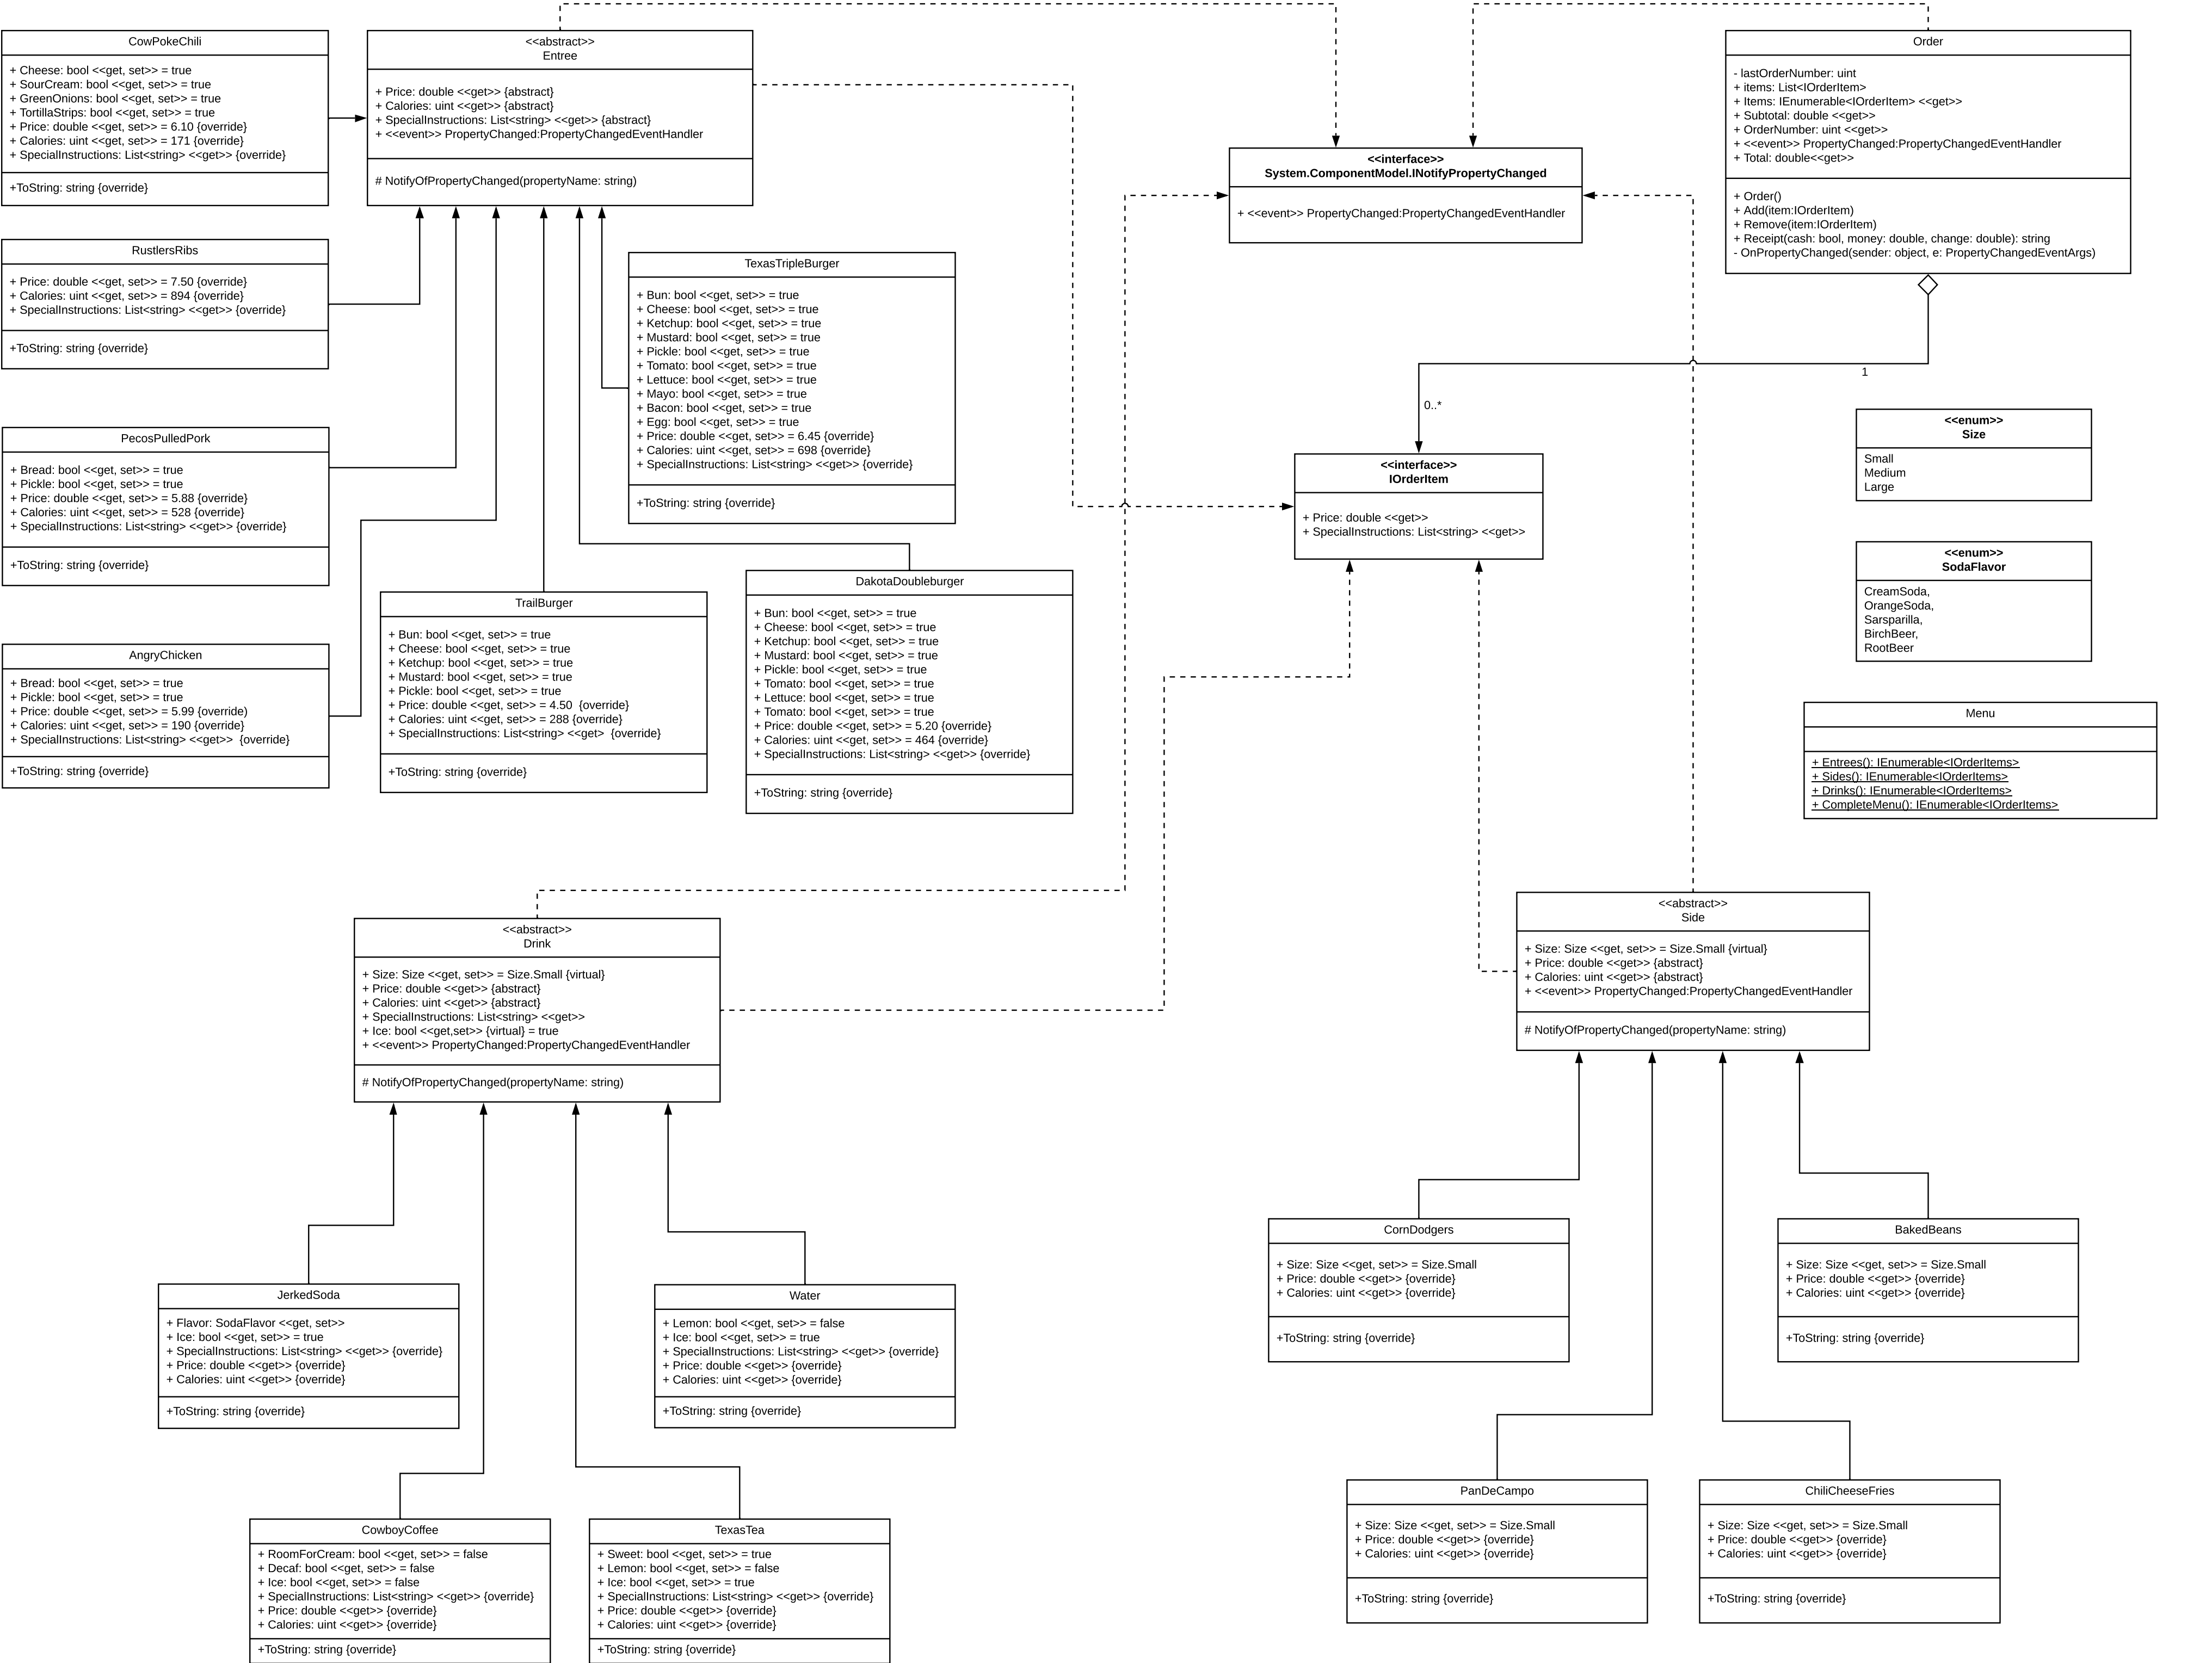 CowPokeChili
+ Cheese: bool <<get, set>> = true
+ SourCream: bool <<get, set>> = true
+ GreenOnions: bool <<get, set>> = true
+ TortillaStrips: bool <<get, set>> = true
+ Price: double <<get, set>> = 6.10 {override}
+ Calories: uint <<get, set>> = 171 {override}
+ SpecialInstructions: List<string> <<get>> {override}
+ToString: string {override}
<<abstract>>
Entree
+ Price: double <<get>> {abstract}
+ Calories: uint <<get>> {abstract}
+ SpecialInstructions: List<string> <<get>> {abstract}
+ <<event>> PropertyChanged:PropertyChangedEventHandler
# NotifyOfPropertyChanged(propertyName: string)
<<interface>>
System.ComponentModel.INotifyPropertyChanged
+ <<event>> PropertyChanged:PropertyChangedEventHandler
Order
- lastOrderNumber: uint
+ items: List<IOrderItem>
+ Items: IEnumerable<IOrderItem> <<get>>
+ Subtotal: double <<get>>
+ OrderNumber: uint <<get>>
+ <<event>> PropertyChanged:PropertyChangedEventHandler
+ Total: double<<get>>
+ Order()
+ Add(item:IOrderItem)
+ Remove(item:IOrderItem)
+ Receipt(cash: bool, money: double, change: double): string
- OnPropertyChanged(sender: object, e: PropertyChangedEventArgs)
RustlersRibs
+ Price: double <<get, set>> = 7.50 {override}
+ Calories: uint <<get, set>> = 894 {override}
+ SpecialInstructions: List<string> <<get>> {override}
+ToString: string {override}
TexasTripleBurger
+ Bun: bool <<get, set>> = true
+ Cheese: bool <<get, set>> = true
+ Ketchup: bool <<get, set>> = true
+ Mustard: bool <<get, set>> = true
+ Pickle: bool <<get, set>> = true
+ Tomato: bool <<get, set>> = true
+ Lettuce: bool <<get, set>> = true
+ Mayo: bool <<get, set>> = true
+ Bacon: bool <<get, set>> = true
+ Egg: bool <<get, set>> = true
+ Price: double <<get, set>> = 6.45 {override}
+ Calories: uint <<get, set>> = 698 {override}
+ SpecialInstructions: List<string> <<get>> {override}
+ToString: string {override}
1
0..*
<<interface>>
IOrderItem
+ Price: double <<get>>
+ SpecialInstructions: List<string> <<get>>
<<enum>>
Size
Small
Medium
Large
PecosPulledPork
+ Bread: bool <<get, set>> = true
+ Pickle: bool <<get, set>> = true
+ Price: double <<get, set>> = 5.88 {override}
+ Calories: uint <<get, set>> = 528 {override}
+ SpecialInstructions: List<string> <<get>> {override}
+ToString: string {override}
<<enum>>
SodaFlavor
CreamSoda,
OrangeSoda,
Sarsparilla,
BirchBeer,
RootBeer
AngryChicken
+ Bread: bool <<get, set>> = true
+ Pickle: bool <<get, set>> = true
+ Price: double <<get, set>> = 5.99 {override)
+ Calories: uint <<get, set>> = 190 {override}
+ SpecialInstructions: List<string> <<get>>  {override}
+ToString: string {override}
TrailBurger
+ Bun: bool <<get, set>> = true
+ Cheese: bool <<get, set>> = true
+ Ketchup: bool <<get, set>> = true
+ Mustard: bool <<get, set>> = true
+ Pickle: bool <<get, set>> = true
+ Price: double <<get, set>> = 4.50  {override}
+ Calories: uint <<get, set>> = 288 {override}
+ SpecialInstructions: List<string> <<get>  {override}
+ToString: string {override}
DakotaDoubleburger
+ Bun: bool <<get, set>> = true
+ Cheese: bool <<get, set>> = true
+ Ketchup: bool <<get, set>> = true
+ Mustard: bool <<get, set>> = true
+ Pickle: bool <<get, set>> = true
+ Tomato: bool <<get, set>> = true
+ Lettuce: bool <<get, set>> = true
+ Tomato: bool <<get, set>> = true
+ Price: double <<get, set>> = 5.20 {override}
+ Calories: uint <<get, set>> = 464 {override}
+ SpecialInstructions: List<string> <<get>> {override}
+ToString: string {override}
Menu
+ Entrees(): IEnumerable<IOrderItems>
+ Sides(): IEnumerable<IOrderItems>
+ Drinks(): IEnumerable<IOrderItems>
+ CompleteMenu(): IEnumerable<IOrderItems>
<<abstract>>
Drink
+ Size: Size <<get, set>> = Size.Small {virtual}
+ Price: double <<get>> {abstract}
+ Calories: uint <<get>> {abstract}
+ SpecialInstructions: List<string> <<get>>
+ Ice: bool <<get,set>> {virtual} = true
+ <<event>> PropertyChanged:PropertyChangedEventHandler
# NotifyOfPropertyChanged(propertyName: string)
<<abstract>>
Side
+ Size: Size <<get, set>> = Size.Small {virtual}
+ Price: double <<get>> {abstract}
+ Calories: uint <<get>> {abstract}
+ <<event>> PropertyChanged:PropertyChangedEventHandler
# NotifyOfPropertyChanged(propertyName: string)
JerkedSoda
+ Flavor: SodaFlavor <<get, set>>
+ Ice: bool <<get, set>> = true
+ SpecialInstructions: List<string> <<get>> {override}
+ Price: double <<get>> {override}
+ Calories: uint <<get>> {override}
+ToString: string {override}
Water
+ Lemon: bool <<get, set>> = false
+ Ice: bool <<get, set>> = true
+ SpecialInstructions: List<string> <<get>> {override}
+ Price: double <<get>> {override}
+ Calories: uint <<get>> {override}
+ToString: string {override}
CornDodgers
+ Size: Size <<get, set>> = Size.Small
+ Price: double <<get>> {override}
+ Calories: uint <<get>> {override}
+ToString: string {override}
BakedBeans
+ Size: Size <<get, set>> = Size.Small
+ Price: double <<get>> {override}
+ Calories: uint <<get>> {override}
+ToString: string {override}
CowboyCoffee
+ RoomForCream: bool <<get, set>> = false
+ Decaf: bool <<get, set>> = false
+ Ice: bool <<get, set>> = false
+ SpecialInstructions: List<string> <<get>> {override}
+ Price: double <<get>> {override}
+ Calories: uint <<get>> {override}
+ToString: string {override}
TexasTea
+ Sweet: bool <<get, set>> = true
+ Lemon: bool <<get, set>> = false
+ Ice: bool <<get, set>> = true
+ SpecialInstructions: List<string> <<get>> {override}
+ Price: double <<get>> {override}
+ Calories: uint <<get>> {override}
+ToString: string {override}
PanDeCampo
+ Size: Size <<get, set>> = Size.Small
+ Price: double <<get>> {override}
+ Calories: uint <<get>> {override}
+ToString: string {override}
ChiliCheeseFries
+ Size: Size <<get, set>> = Size.Small
+ Price: double <<get>> {override}
+ Calories: uint <<get>> {override}
+ToString: string {override}